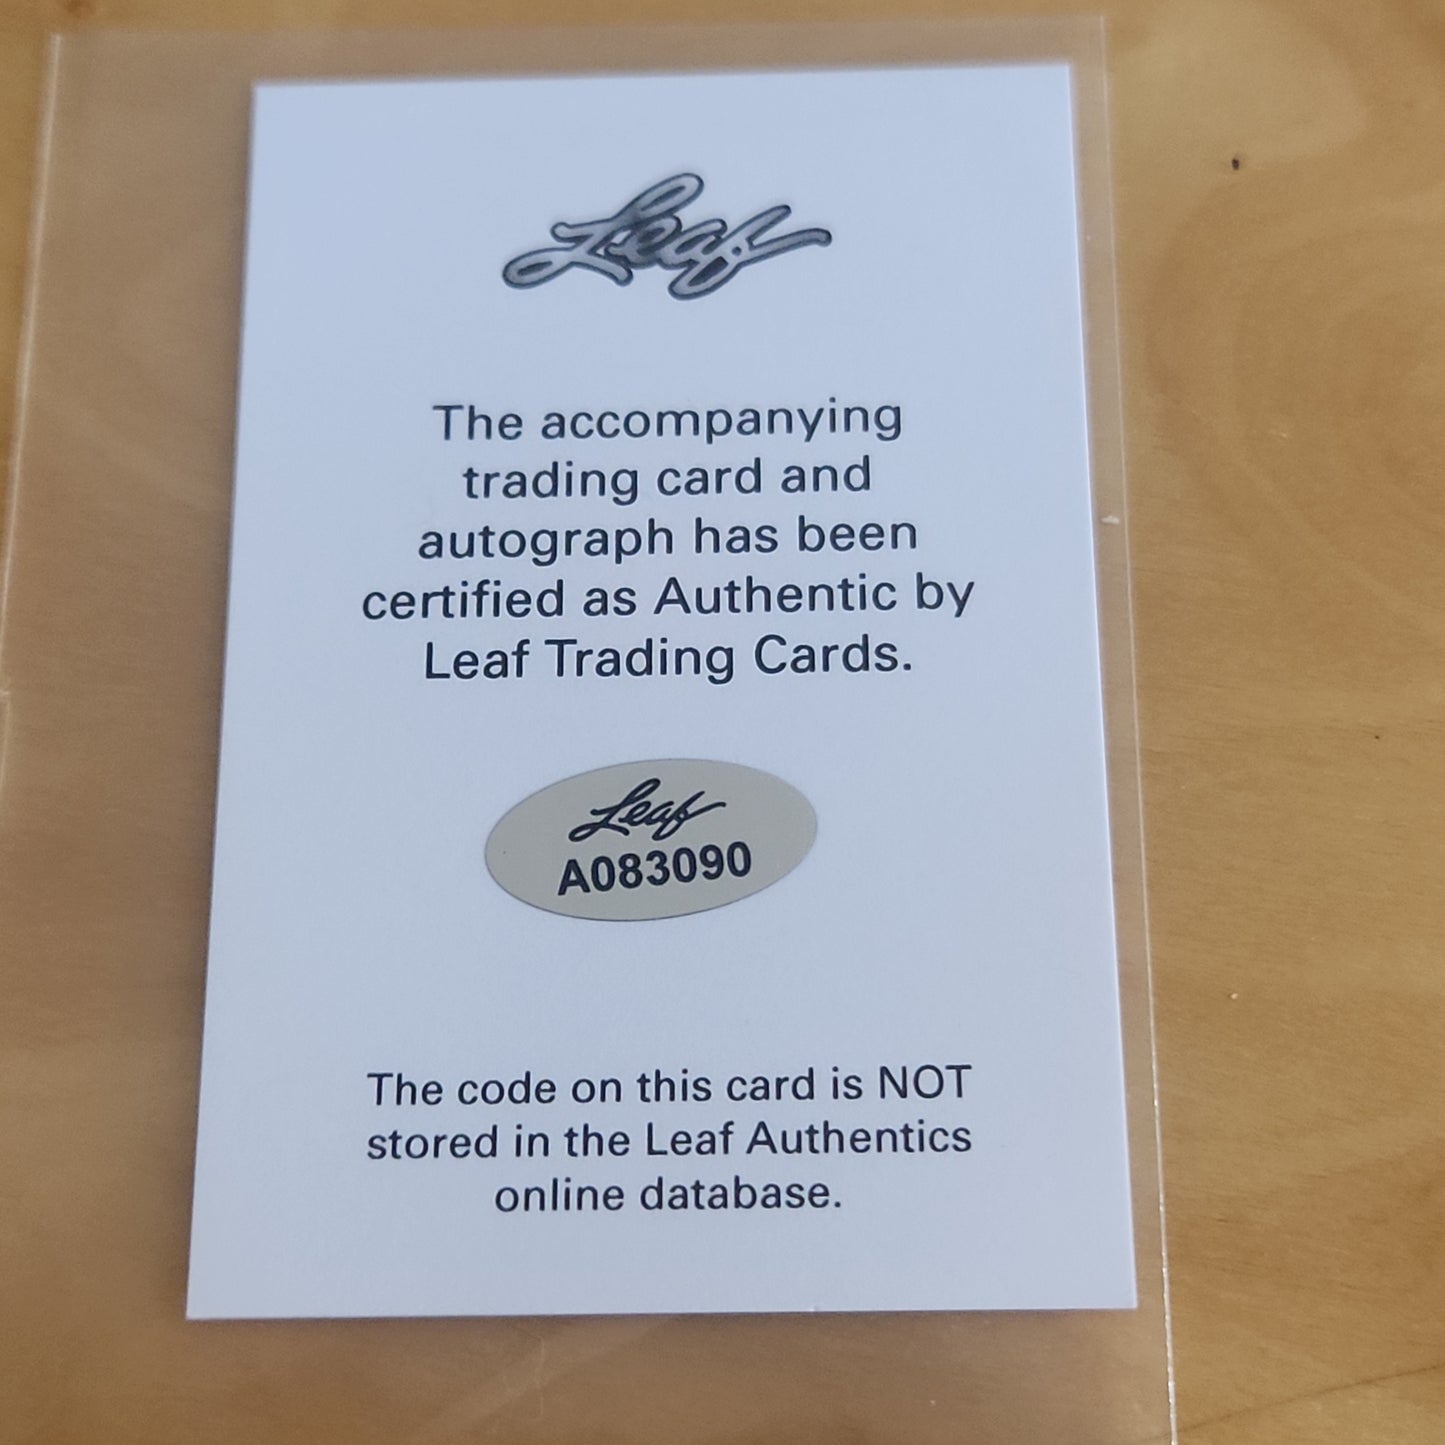 Leaf
The accompanying
trading card and
autograph has been
certified as Authentic by
Leaf Trading Cards.
Leaf
A083090
The code on this card is NOT
stored in the Leaf Authentics
online database.